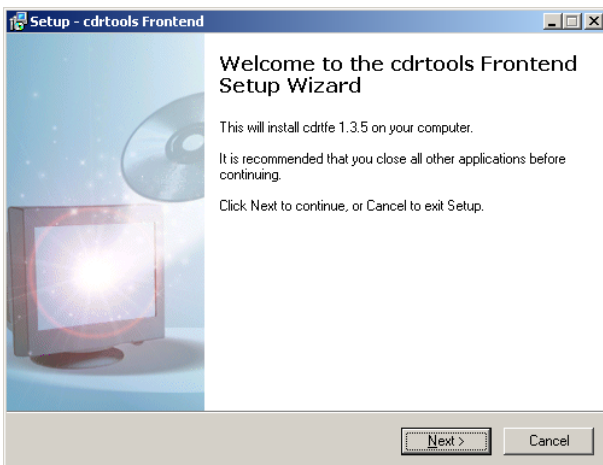 Setup - cdrtools Frontend
Welcome to the cdrtools Frontend
Setup Wizard
This will install cdrtfe 1.3.5 on your computer.
It is recommended that you close all other applications before
continuing.
Click Next to continue, or Cancel to exit Setup.
Next >
Cancel